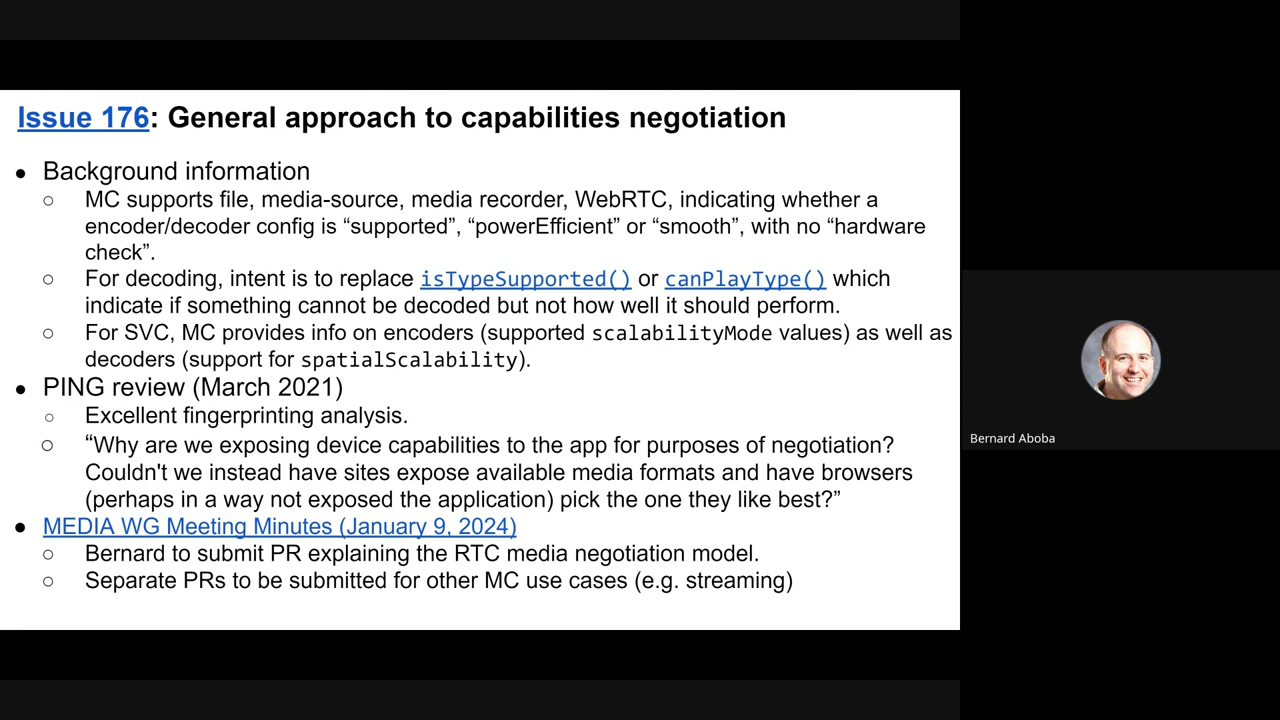 Issue 176: General approach to capabilities negotiation
● Background information
○ MC supports file, media-source, media recorder, WebRTC, indicating whether a
encoder/decoder config is “supported”, “powerEfficient” or “smooth”, with no “hardware
check”.
○ For decoding, intent is to replace isTypeSupported() or canPlayType() which
indicate if something cannot be decoded but not how well it should perform.
○ For SVC, MC provides info on encoders (supported scalabilityMode values) as well as
decoders (support for spatialScalability).
● PING review (March 2021)
○ Excellent fingerprinting analysis.
○ “Why are we exposing device capabilities to the app for purposes of negotiation?
Couldn't we instead have sites expose available media formats and have browsers
(perhaps in a way not exposed the application) pick the one they like best?”
● MEDIA WG Meeting Minutes (January 9, 2024)
○ Bernard to submit PR explaining the RTC media negotiation model.
○ Separate PRs to be submitted for other MC use cases (e.g. streaming)
Bernard Aboba